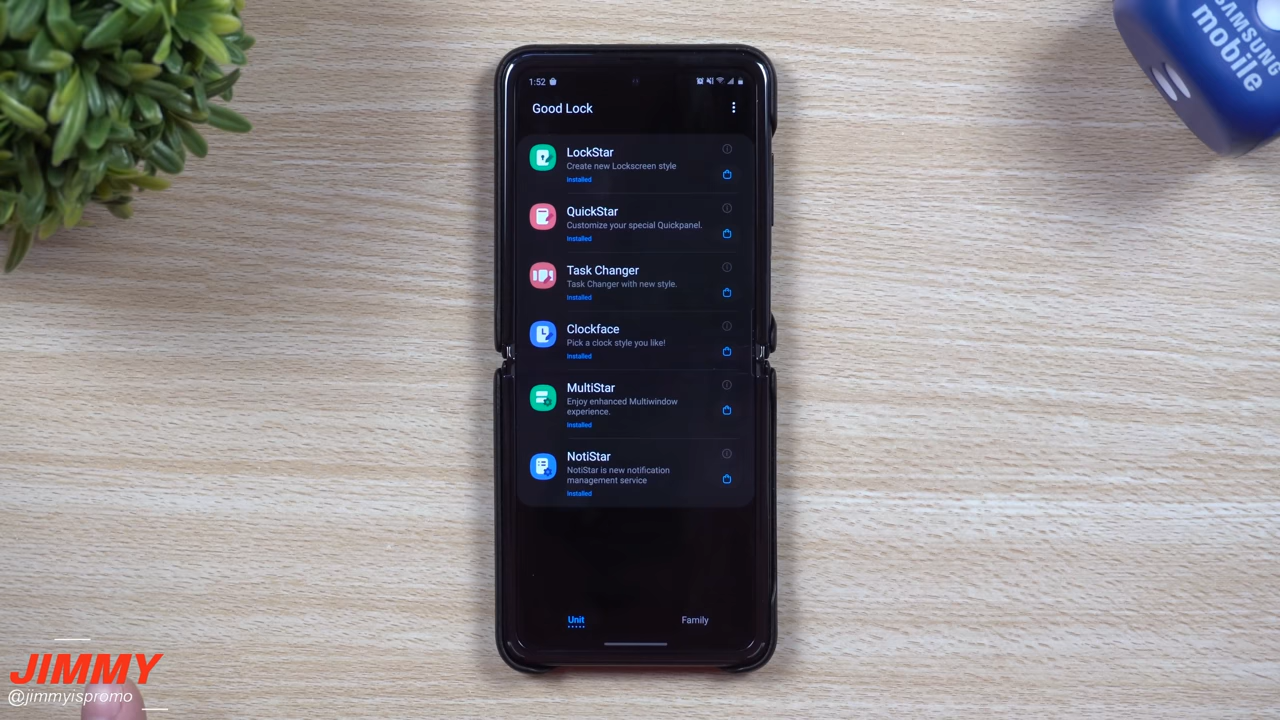 SAMSUNG
mobile
1:52
Good Lock
LockStar
Create new Lockscreen style
Installed
QuickStar
Customize your special Quickpanel.
Installed
Task Changer
Task Changer with new style.
Installed
Clockface
Pick a clock style you like!
Installed
MultiStar
Enjoy enhanced Multiwindow
experience.
Installed
NotiStar
NotiStar is new notification
management service
Installed
Unit
Family
JIMMY
@jimmyispromo